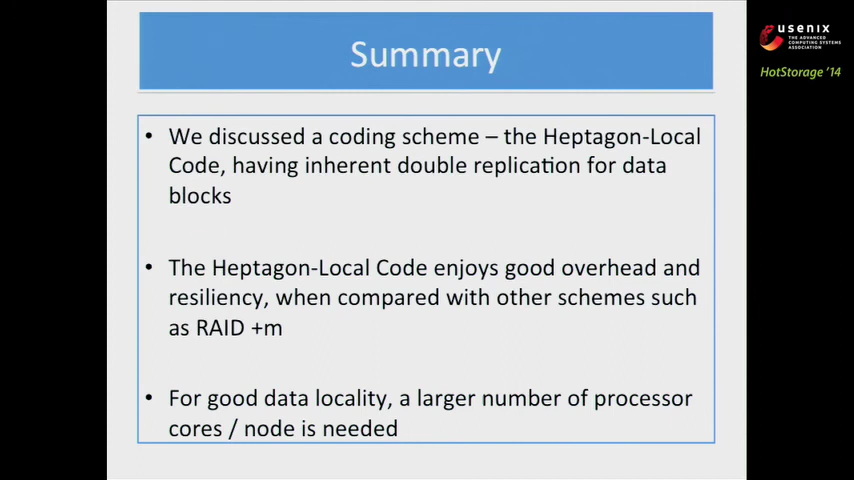 Summary
usenix
THE ADVANCED
COMPUTING SYSTEMS
ASSOCIATION
HotStorage '14
• We discussed a coding scheme – the Heptagon-Local
Code, having inherent double replication for data
blocks
• The Heptagon-Local Code enjoys good overhead and
resiliency, when compared with other schemes such
as RAID +m
• For good data locality, a larger number of processor
cores / node is needed